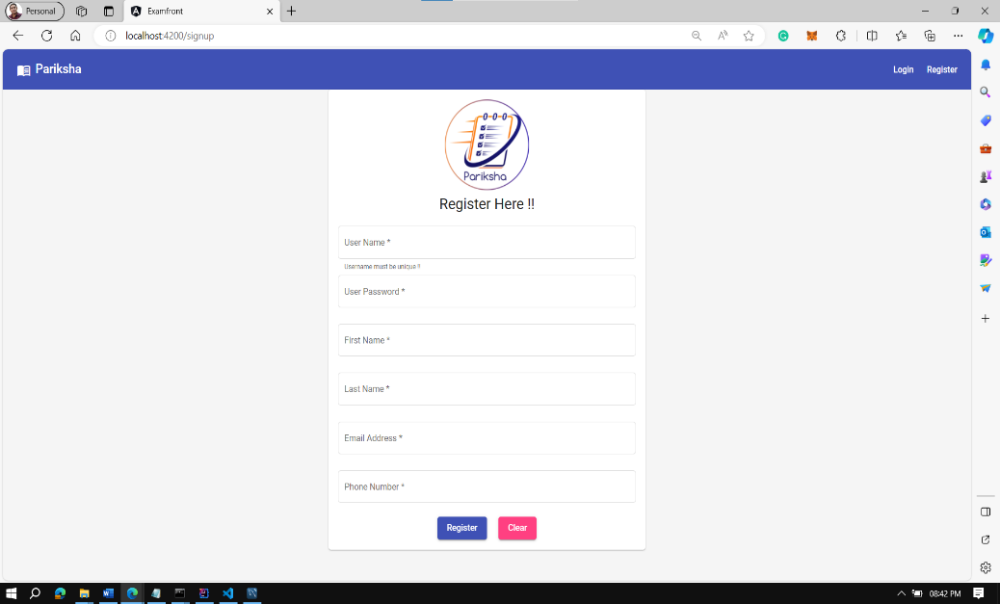 Personal
Examfront
localhost:4200/signup
Pariksha
Login
Register
Pariksha
Register Here !!
User Name *
Username must be unique !!
User Password *
First Name *
Last Name *
Email Address *
Phone Number *
Register
Clear
08:42 PM